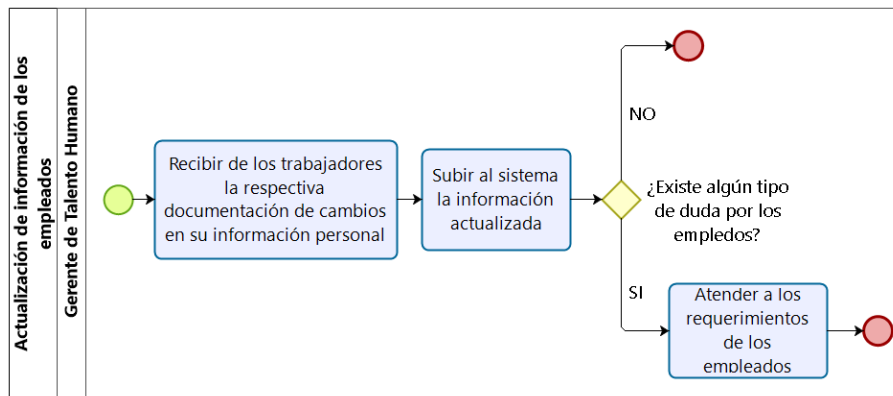 Actualización de información de los
empleados
Gerente de Talento Humano
Recibir de los trabajadores
la respectiva
documentación de cambios
en su información personal
Subir al sistema
la información
actualizada
NO
¿Existe algún tipo
de duda por los
empledos?
SI
Atender a los
requerimientos
de los
empleados